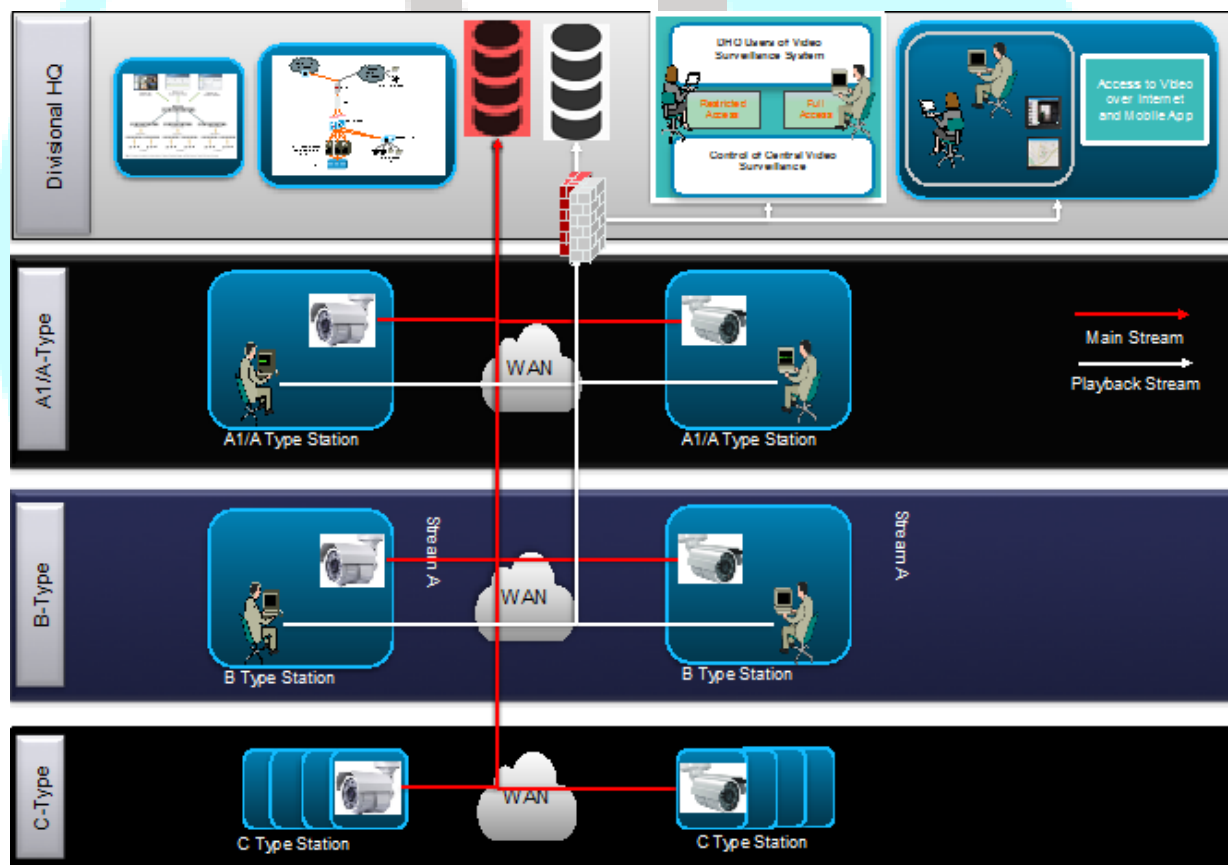 Divisional HQ
DHQ Users of Video
Surveillance System
Restricted
Access
Full
Access
Control of Central Video
Surveillance
Access to Video
over Internet
and Mobile App
A1/A-Type
WAN
A1/A Type Station
A1/A Type Station
Main Stream
Playback Stream
B-Type
Stream A
WAN
Stream A
B Type Station
B Type Station
C-Type
WAN
C Type Station
C Type Station